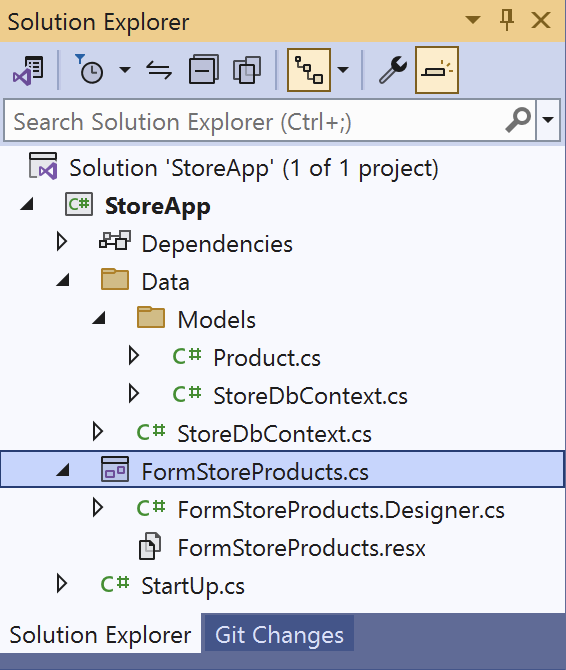 Solution Explorer
Search Solution Explorer (Ctrl+;)
Solution 'StoreApp' (1 of 1 project)
C# StoreApp
Dependencies
Data
Models
C# Product.cs
C# StoreDbContext.cs
C# StoreDbContext.cs
FormStoreProducts.cs
C# FormStoreProducts.Designer.cs
FormStoreProducts.resx
C# StartUp.cs
Solution Explorer Git Changes